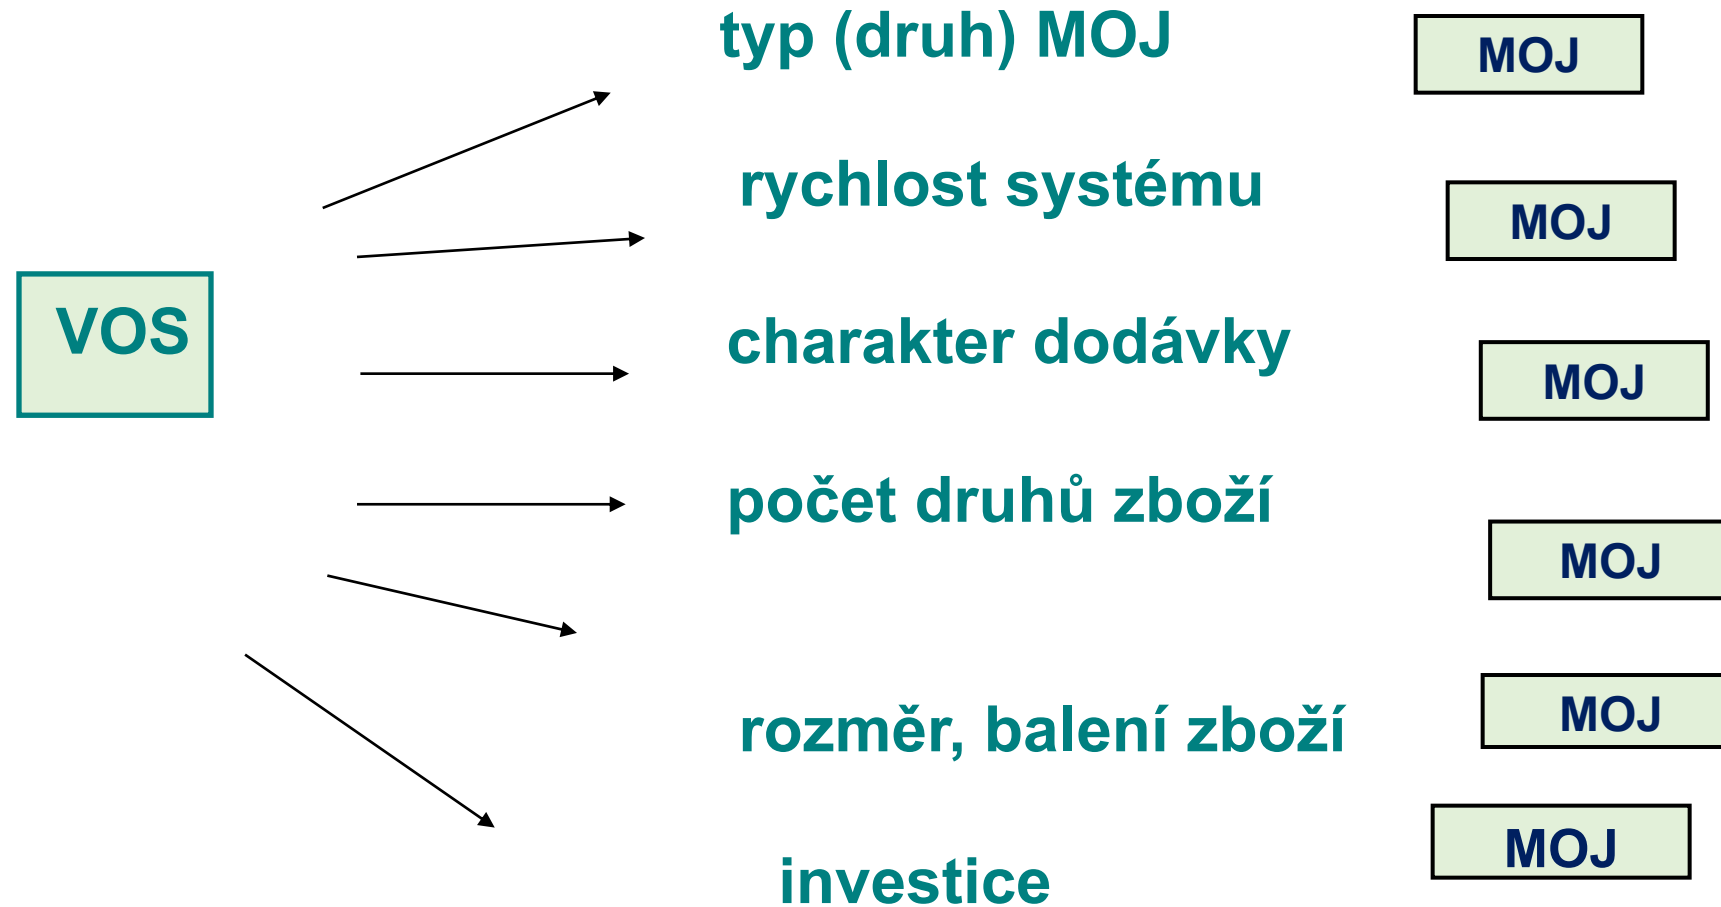 typ (druh) MOJ
MOJ
rychlost systému
MOJ
VOS
charakter dodávky
MOJ
počet druhů zboží
MOJ
rozměr, balení zboží
MOJ
investice
MOJ